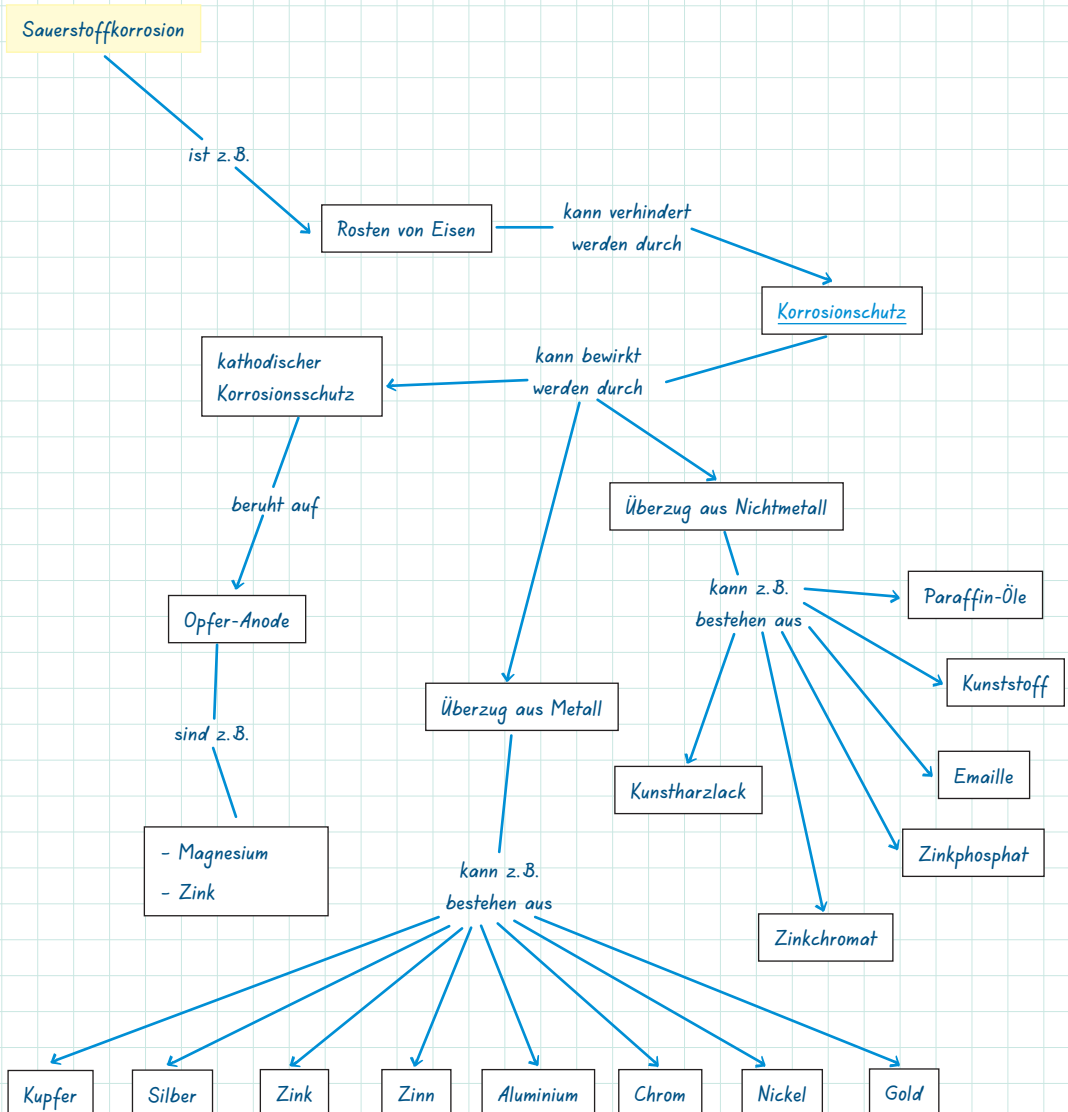 Sauerstoffkorrosion
ist z.B.
Rosten von Eisen
kann verhindert
werden durch
Korrosionschutz
kann bewirkt
werden durch
kathodischer
Korrosionsschutz
beruht auf
Opfer-Anode
sind z.B.
- Magnesium
- Zink
Überzug aus Nichtmetall
kann z.B.
bestehen aus
Paraffin-Öle
Kunststoff
Emaille
Zinkphosphat
Zinkchromat
Kunstharzlack
Überzug aus Metall
kann z.B.
bestehen aus
Kupfer
Silber
Zink
Zinn
Aluminium
Chrom
Nickel
Gold